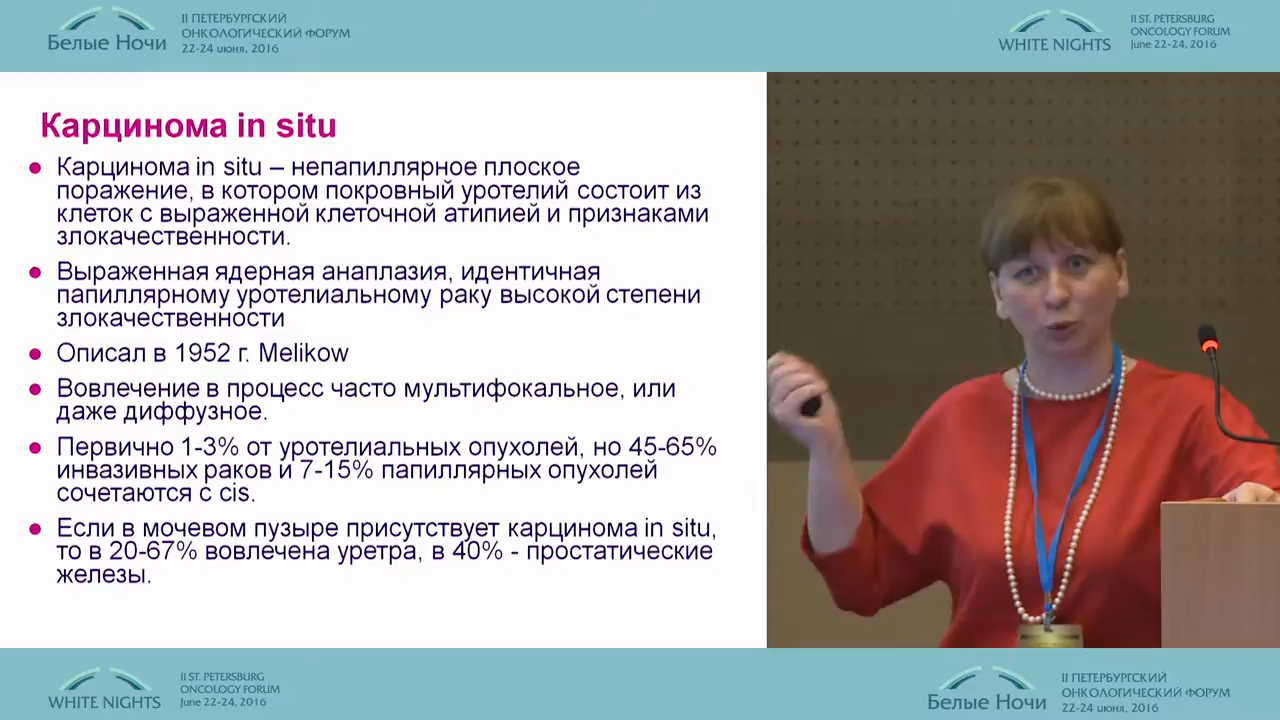 Белые Ночи
II ПЕТЕРБУРГСКИЙ
ОНКОЛОГИЧЕСКИЙ ФОРУМ
22-24 июня, 2016
WHITE NIGHTS
II ST. PETERSBURG
ONCOLOGY FORUM
June 22-24, 2016
Карцинома in situ
Карцинома in situ – непапиллярное плоское
поражение, в котором покровный уротелий состоит из
клеток с выраженной клеточной атипией и признаками
злокачественности.
Выраженная ядерная анаплазия, идентичная
папиллярному уротелиальному раку высокой степени
злокачественности
Описал в 1952 г. Melikow
Вовлечение в процесс часто мультифокальное, или
даже диффузное.
Первично 1-3% от уротелиальных опухолей, но 45-65%
инвазивных раков и 7-15% папиллярных опухолей
сочетаются с cis.
Если в мочевом пузыре присутствует карцинома in situ,
то в 20-67% вовлечена уретра, в 40% - простатические
железы.
WHITE NIGHTS
II ST. PETERSBURG
ONCOLOGY FORUM
June 22-24, 2016
Белые Ночи
II ПЕТЕРБУРГСКИЙ
ОНКОЛОГИЧЕСКИЙ ФОРУМ
22-24 июня, 2016